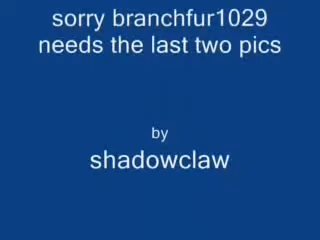 sorry branchfur1029
needs the last two pics
by
shadowclaw